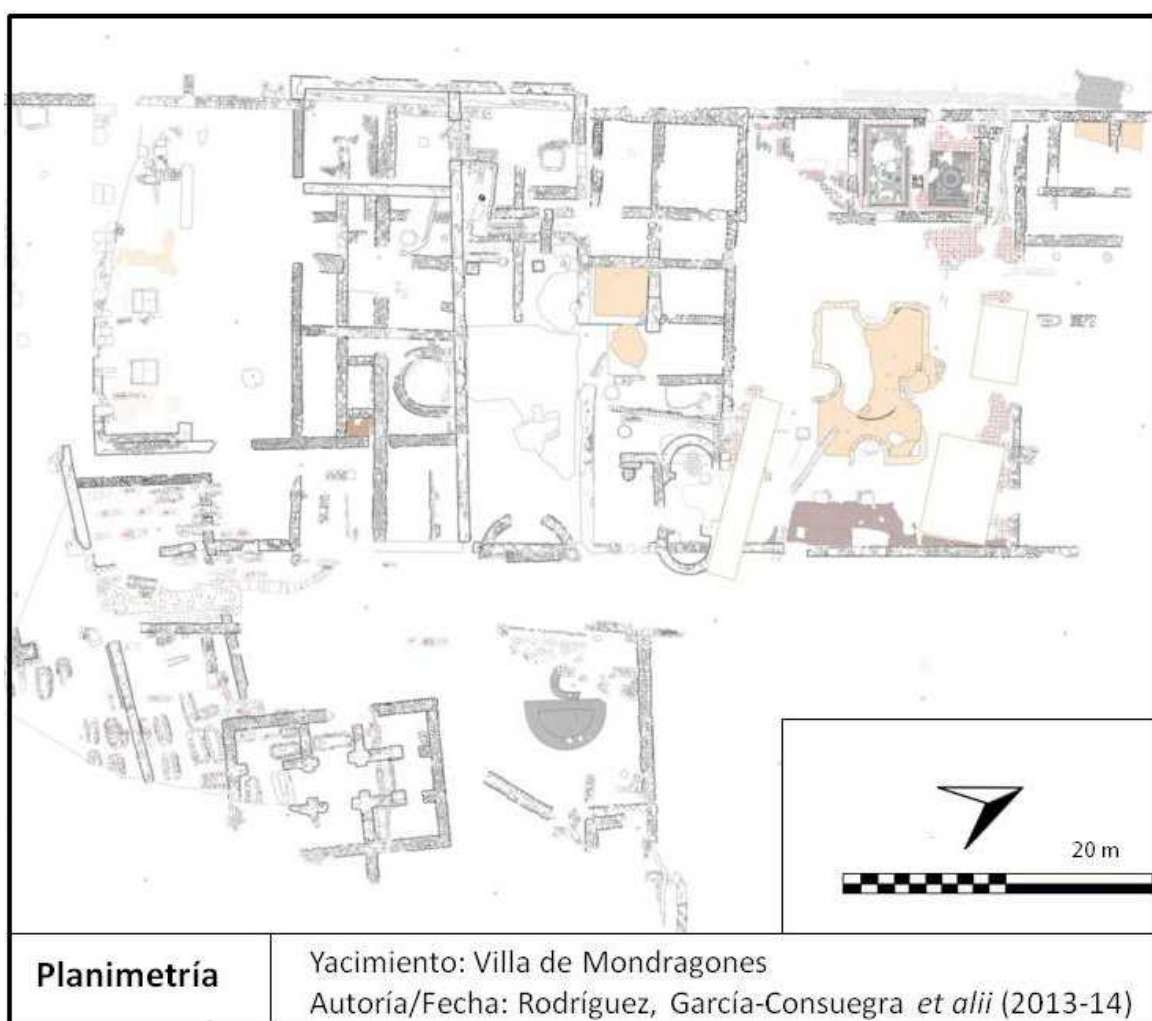 20 m
Planimetría
Yacimiento: Villa de Mondragones
Autoría/Fecha: Rodríguez, García-Consuegra et alii (2013-14)